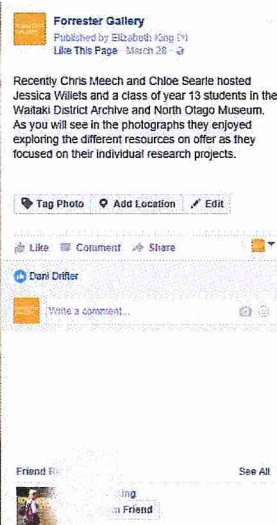 Forrester Gallery
Published by Elizabeth King [?]
Like This Page · March 28 ·
Recently Chris Meech and Chloe Searle hosted
Jessica Willets and a class of year 13 students in the
Waitaki District Archive and North Otago Museum.
As you will see in the photographs they enjoyed
exploring the different resources on offer as they
focused on their individual research projects.
Tag Photo Add Location Edit
Like Comment Share
Dani Drifter
Write a comment...
Friend See All
Friend